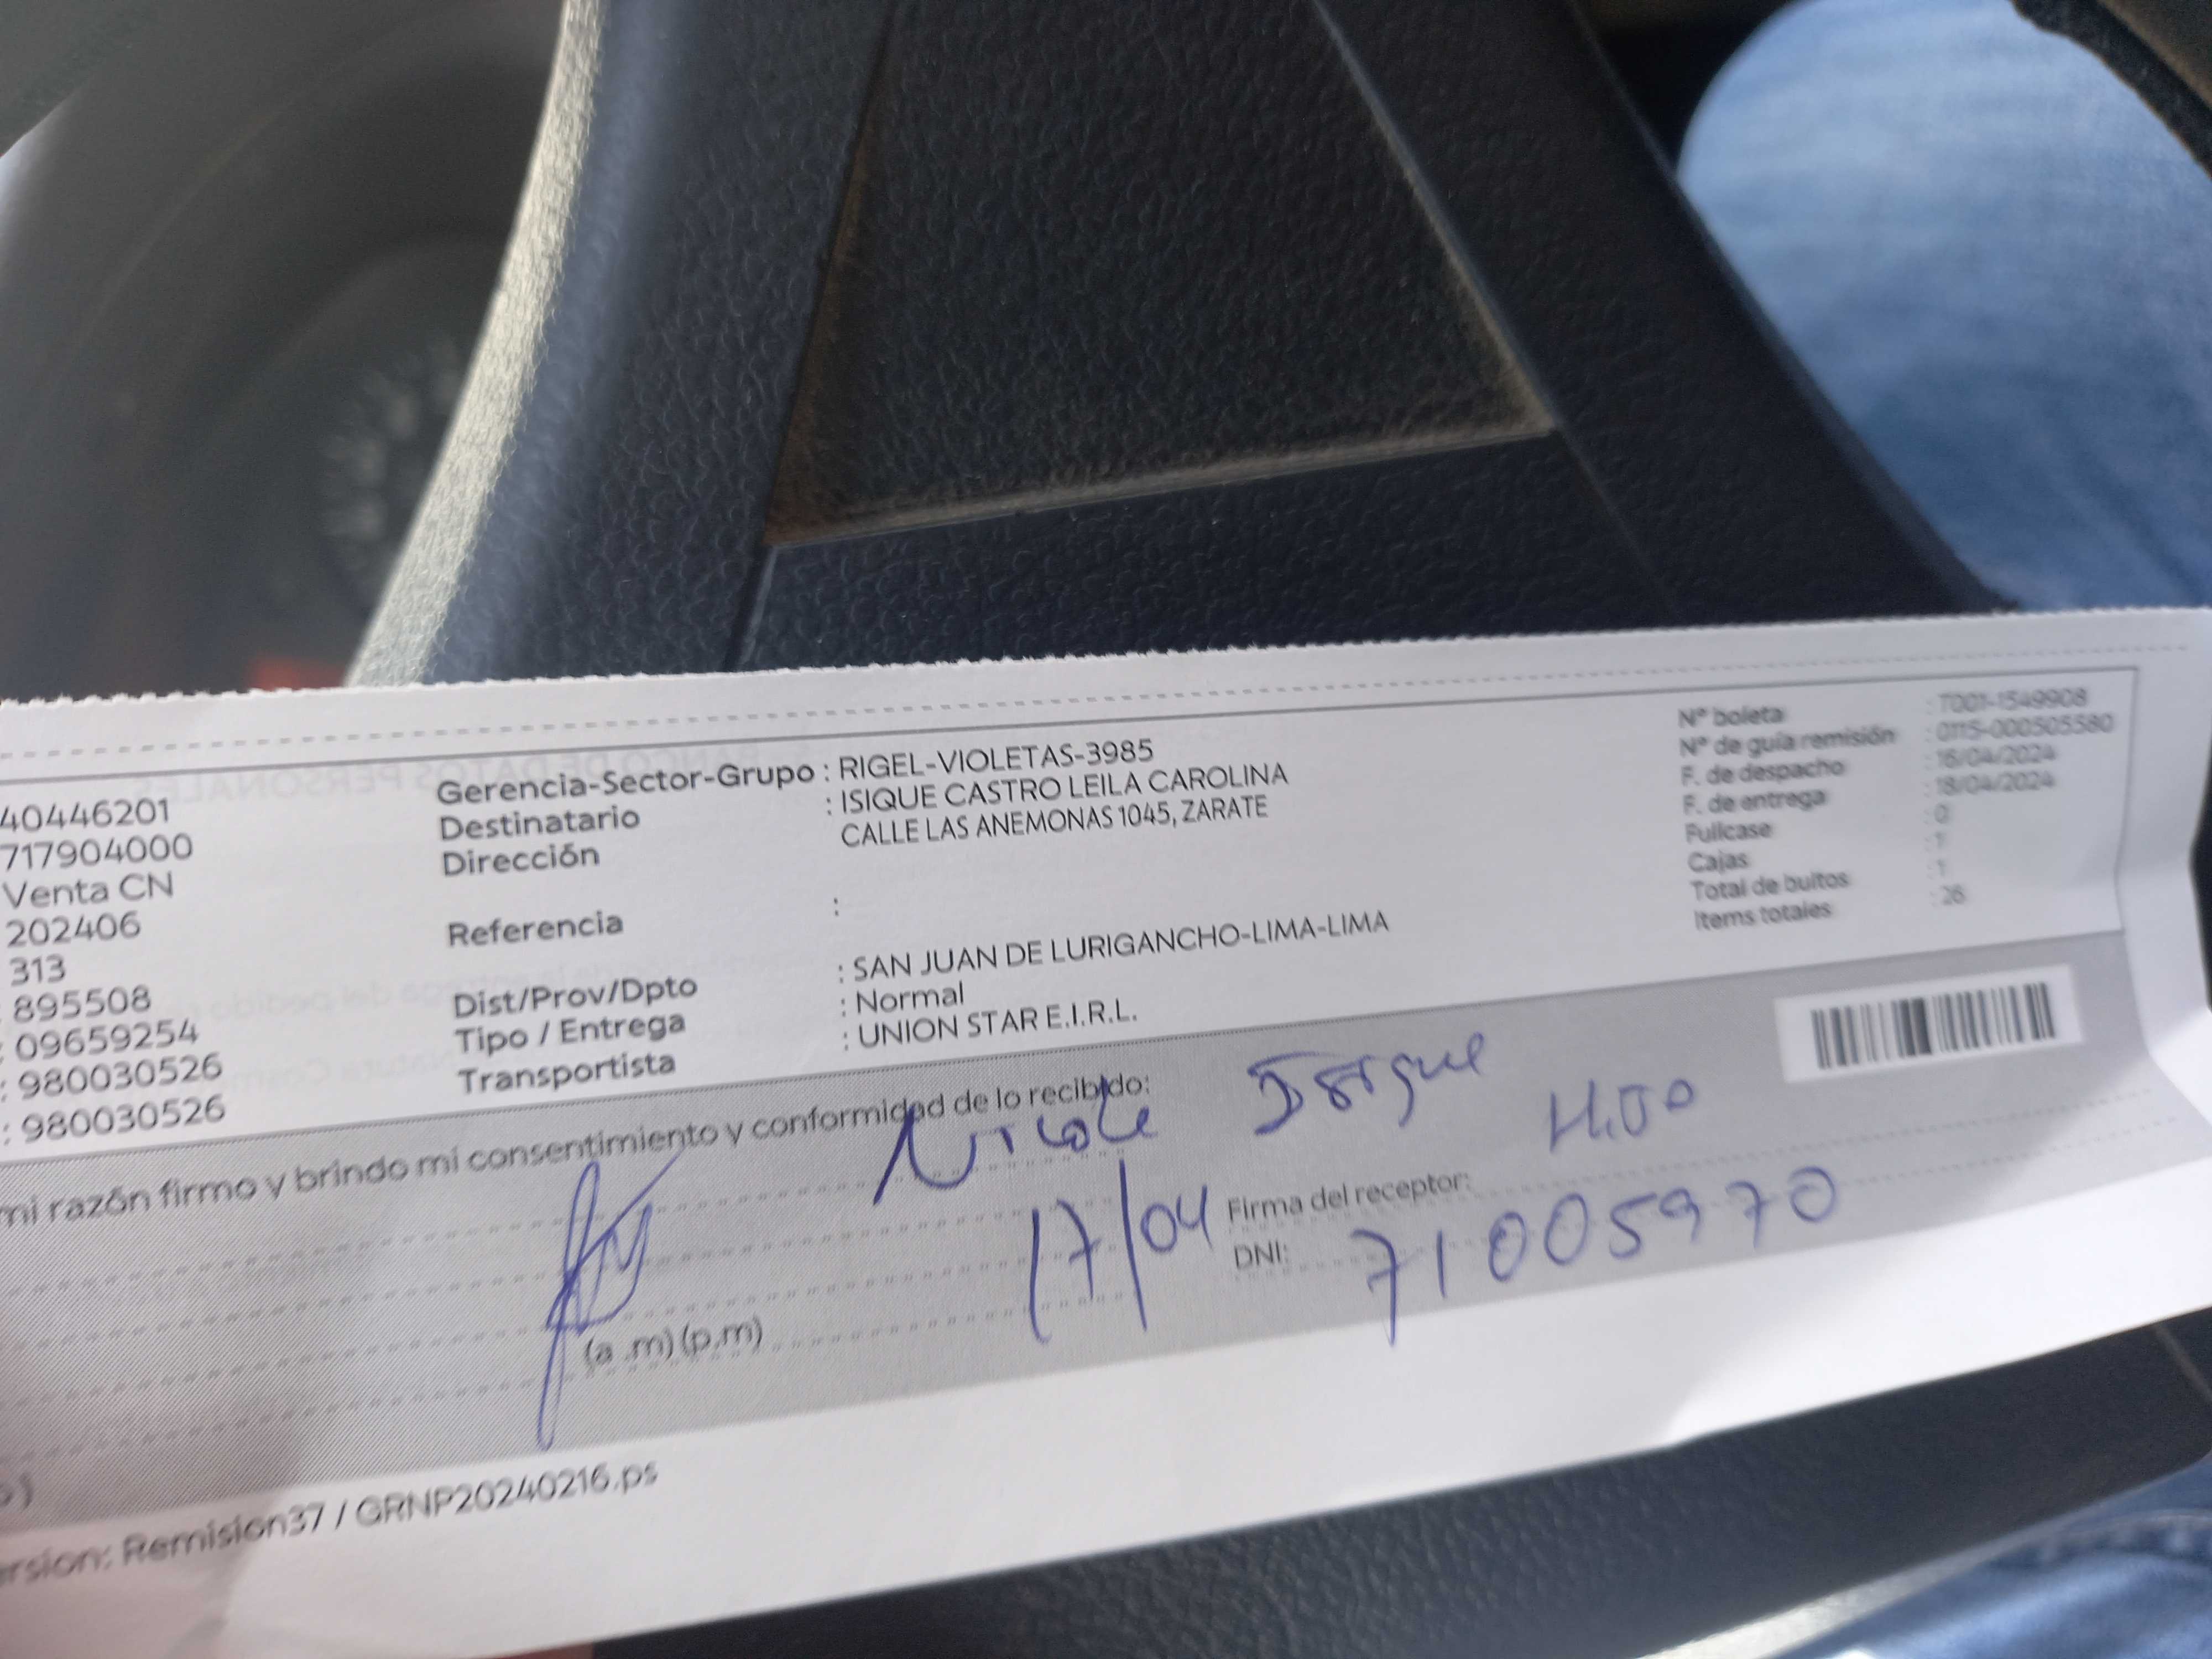 40446201
717904000
Venta CN
202406
313
: 895508
: 09659254
: 980030526
: 980030526
Gerencia-Sector-Grupo : RIGEL-VIOLETAS-3985
Destinatario : ISIQUE CASTRO LEILA CAROLINA
Dirección CALLE LAS ANEMONAS 1045, ZARATE
Referencia :
Dist/Prov/Dpto : SAN JUAN DE LURIGANCHO-LIMA-LIMA
Tipo / Entrega : Normal
Transportista : UNION STAR E.I.R.L.
N° boleta : T001-1549908
N° de guía remisión : 0115-000505580
F. de despacho : 16/04/2024
F. de entrega : 18/04/2024
Fullcase : 0
Cajas : 1
Total de bultos : 1
Items totales : 26
mi razón firmo y brindo mi consentimiento y conformidad de lo recibido:
Nicole Isique
17/04
Firma del receptor:
DNI: 71005970
(a .m) (p.m)
ersion: Remision37 / GRNP20240216.ps